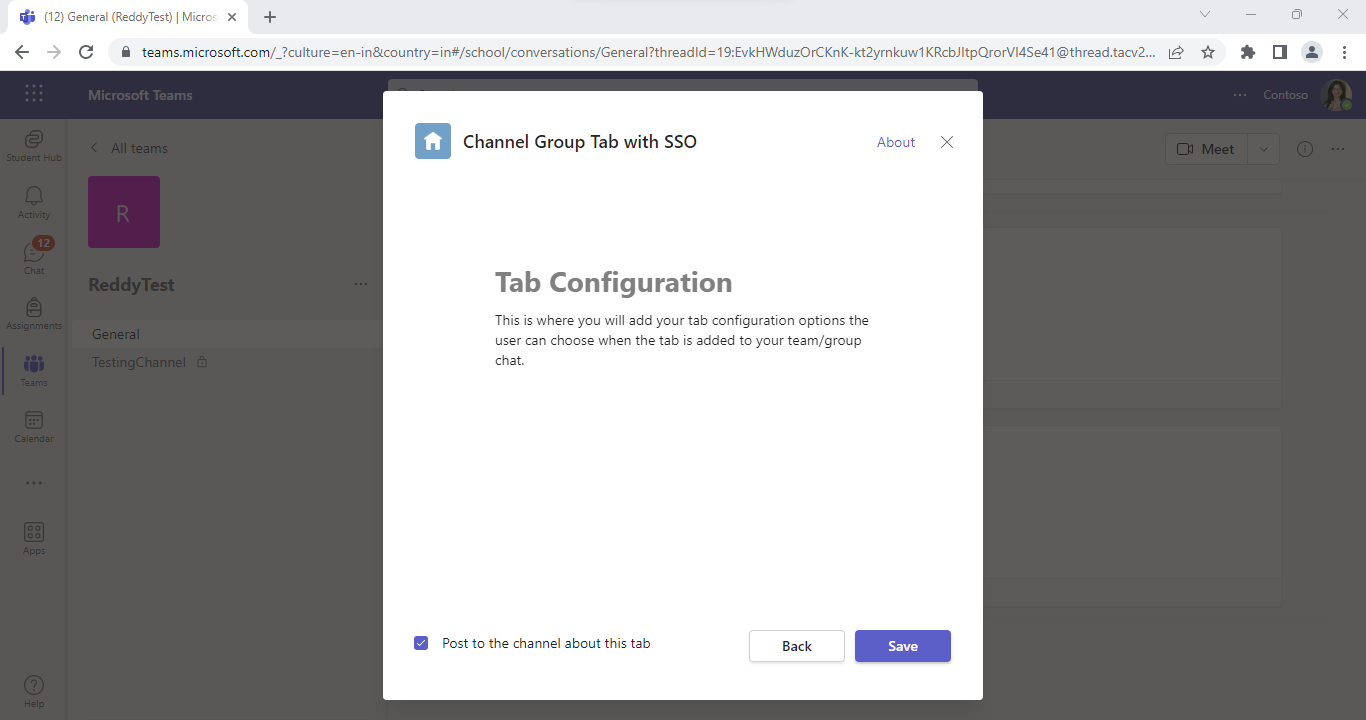 (12) General (ReddyTest) | Micros
teams.microsoft.com/_?culture=en-in&country=in#/school/conversations/General?threadId=19:EvkHWduzOrCKnK-kt2yrnkuw1KRcbJItpQrorVl4Se41@thread.tacv2...
Microsoft Teams
Contoso
Student Hub
Activity
12
Chat
Assignments
Teams
Calendar
Apps
Help
All teams
R
ReddyTest
General
TestingChannel
Meet
Channel Group Tab with SSO
About
Tab Configuration
This is where you will add your tab configuration options the
user can choose when the tab is added to your team/group
chat.
Post to the channel about this tab
Back
Save